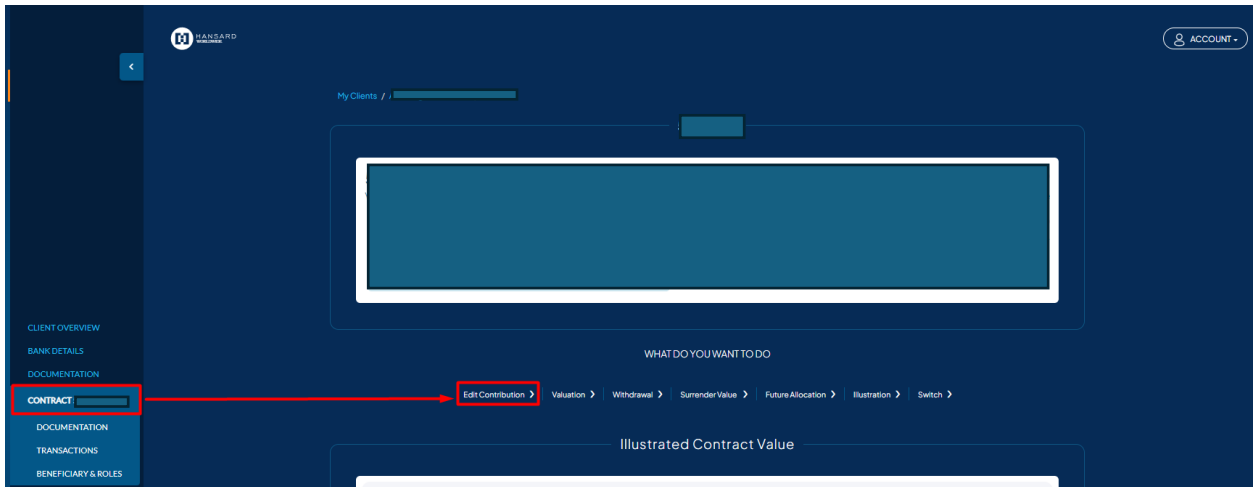 HANSARD
WORLDWIDE
ACCOUNT
My Clients /
CLIENT OVERVIEW
BANK DETAILS
DOCUMENTATION
CONTRACT
DOCUMENTATION
TRANSACTIONS
BENEFICIARY & ROLES
WHAT DO YOU WANT TO DO
Edit Contribution > Valuation > Withdrawal > Surrender Value > Future Allocation > Illustration > Switch >
Illustrated Contract Value